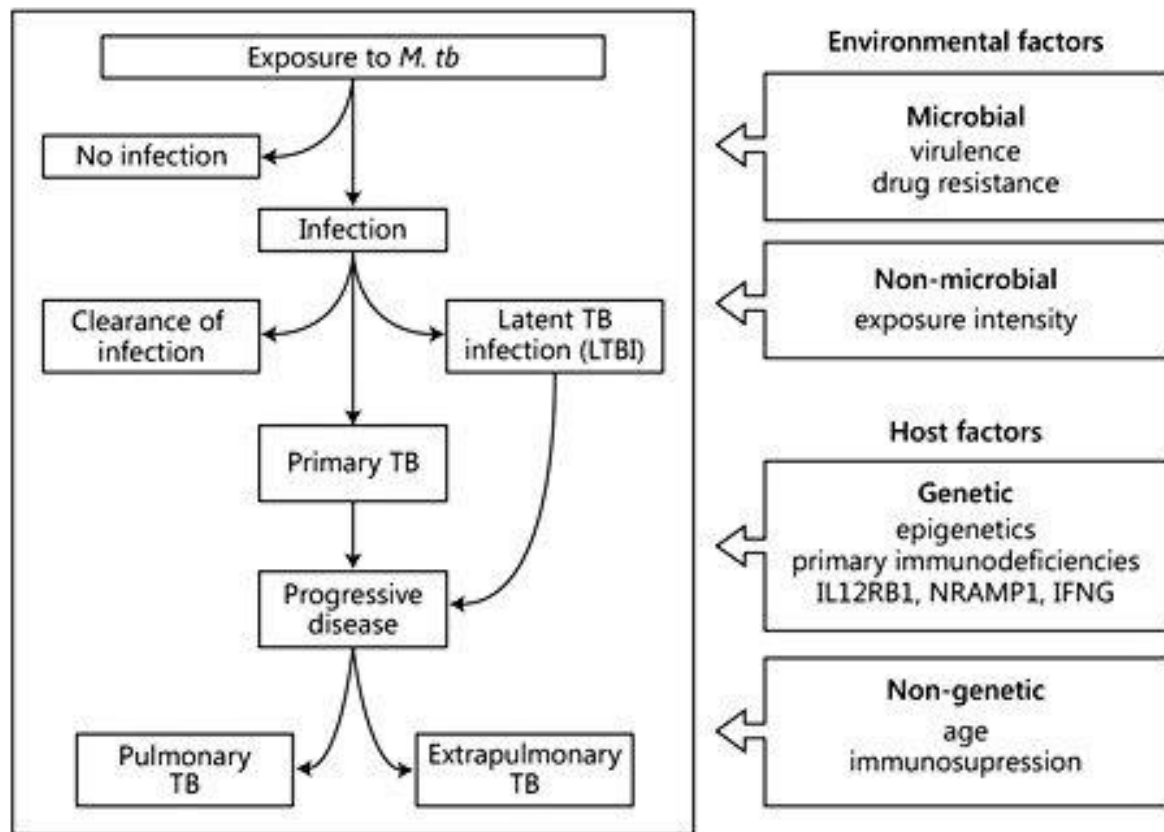 Exposure to M. tb
No infection
Infection
Clearance of
infection
Latent TB
infection (LTBI)
Primary TB
Progressive
disease
Pulmonary
TB
Extrapulmonary
TB
Environmental factors
Microbial
virulence
drug resistance
Non-microbial
exposure intensity
Host factors
Genetic
epigenetics
primary immunodeficiencies
IL12RB1, NRAMP1, IFNG
Non-genetic
age
immunosupression